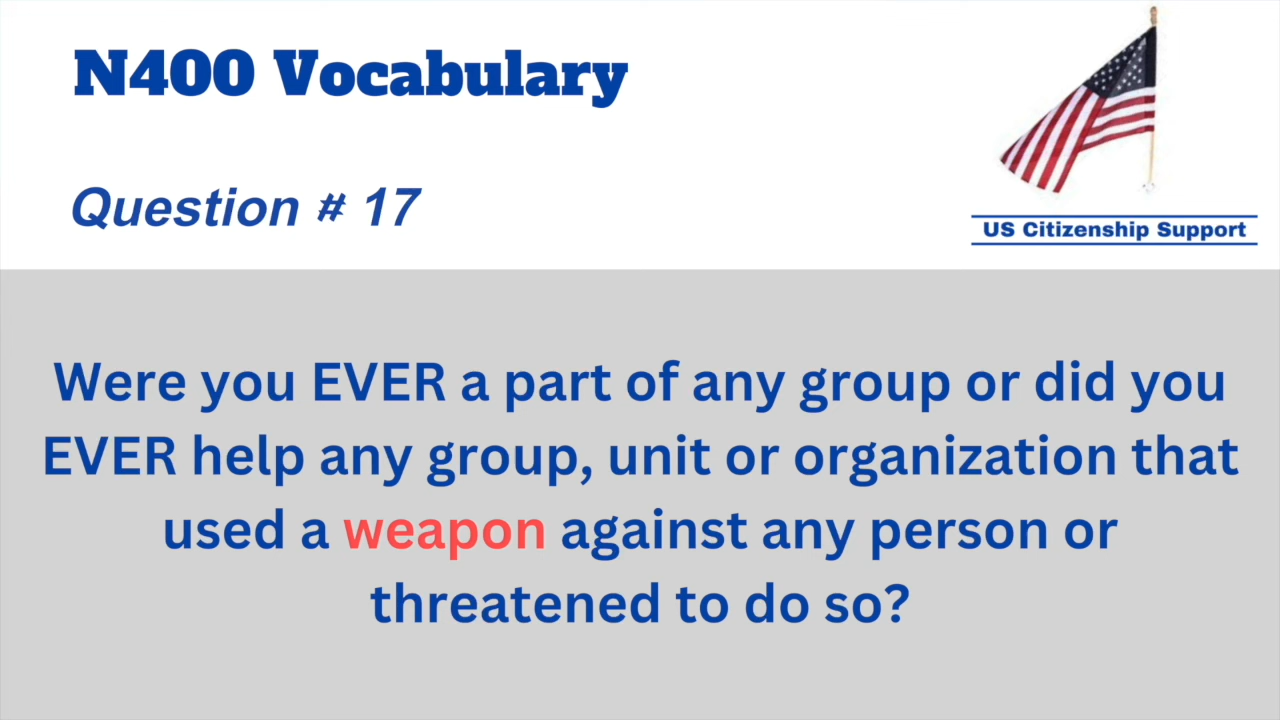 N400 Vocabulary
Question # 17
US Citizenship Support
Were you EVER a part of any group or did you
EVER help any group, unit or organization that
used a weapon against any person or
threatened to do so?